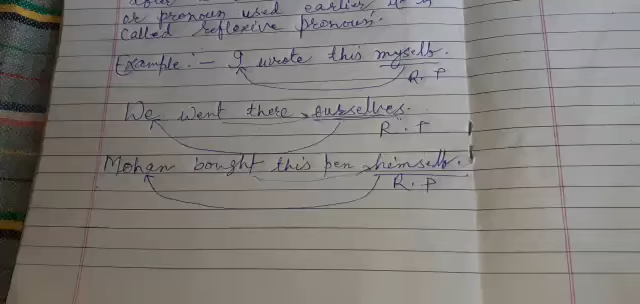 or pronoun used earlier it is
called reflexive pronoun.
Example:- I wrote this myself.
R. P
We went there ourselves.
R. P
Mohan bought this pen himself.
R. P